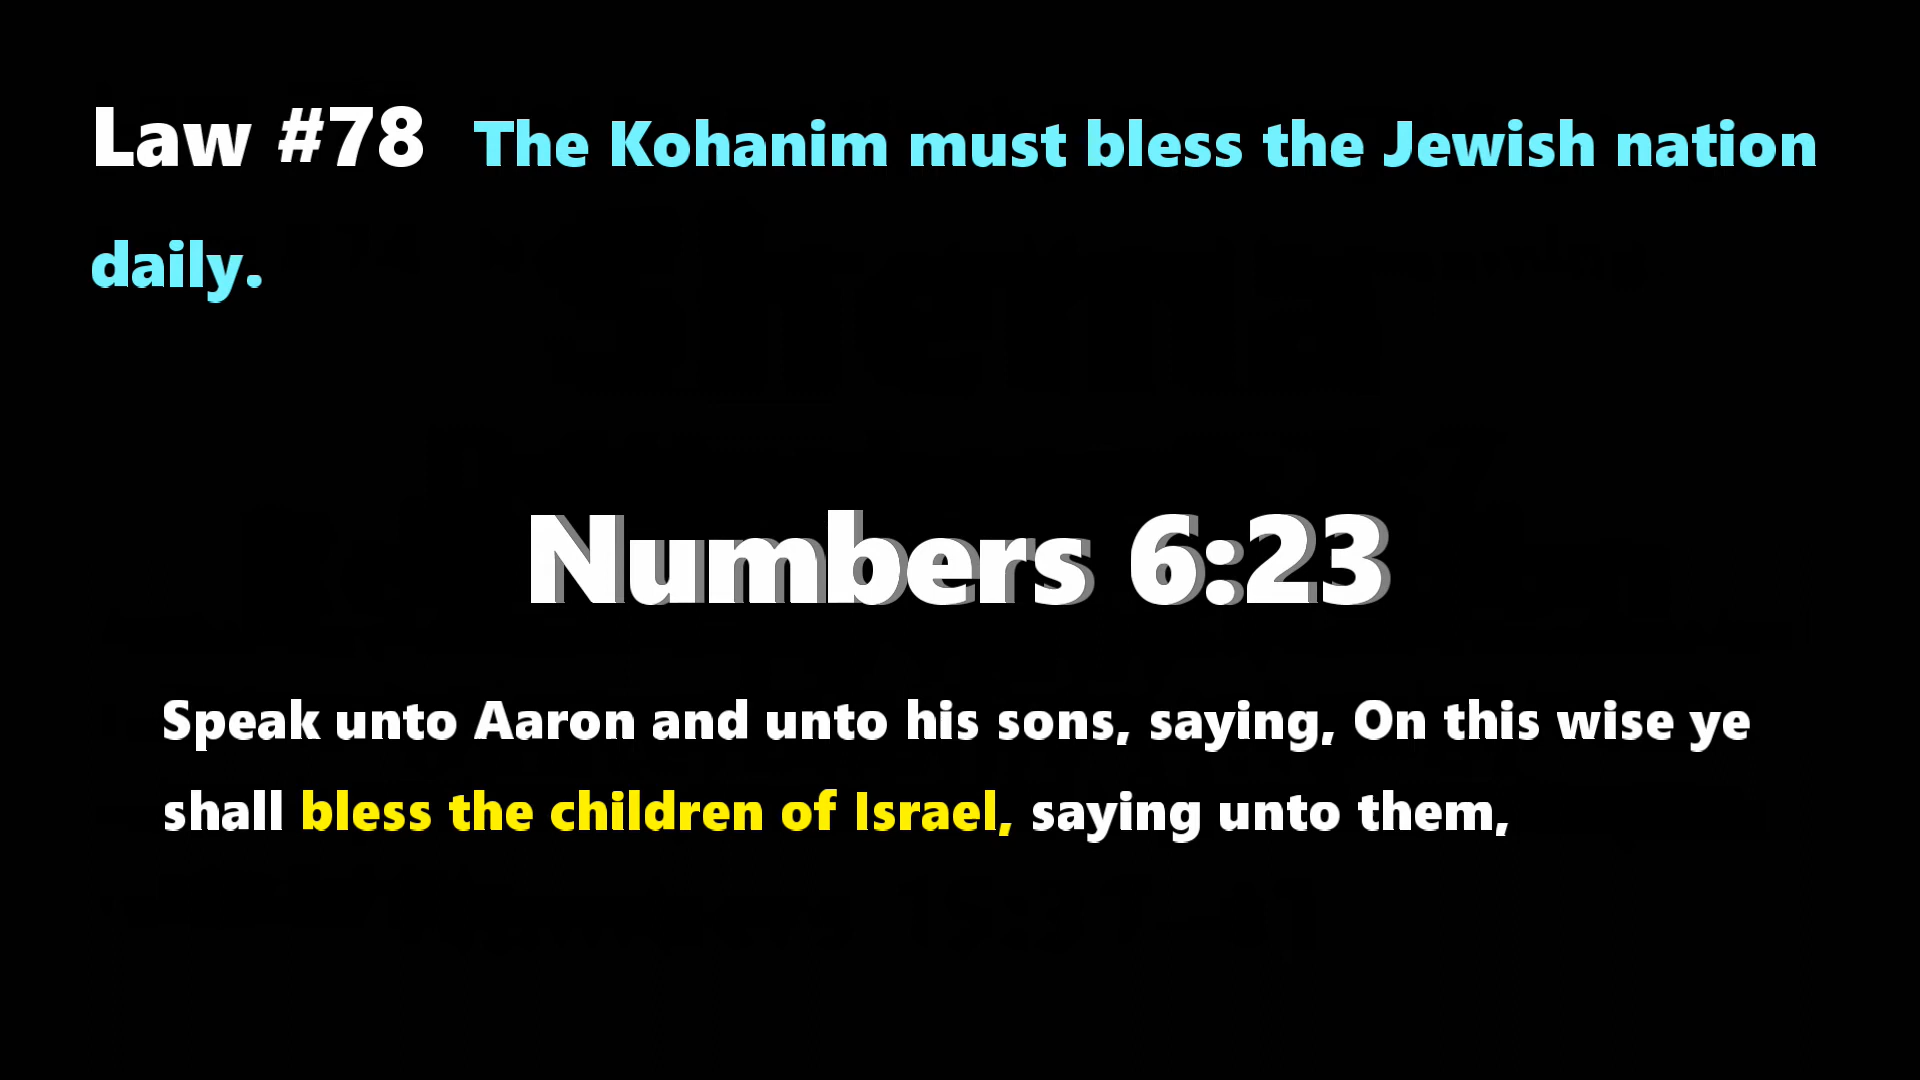 Law #78 The Kohanim must bless the Jewish nation
daily.
Numbers 6:23
Speak unto Aaron and unto his sons, saying, On this wise ye
shall bless the children of Israel, saying unto them,